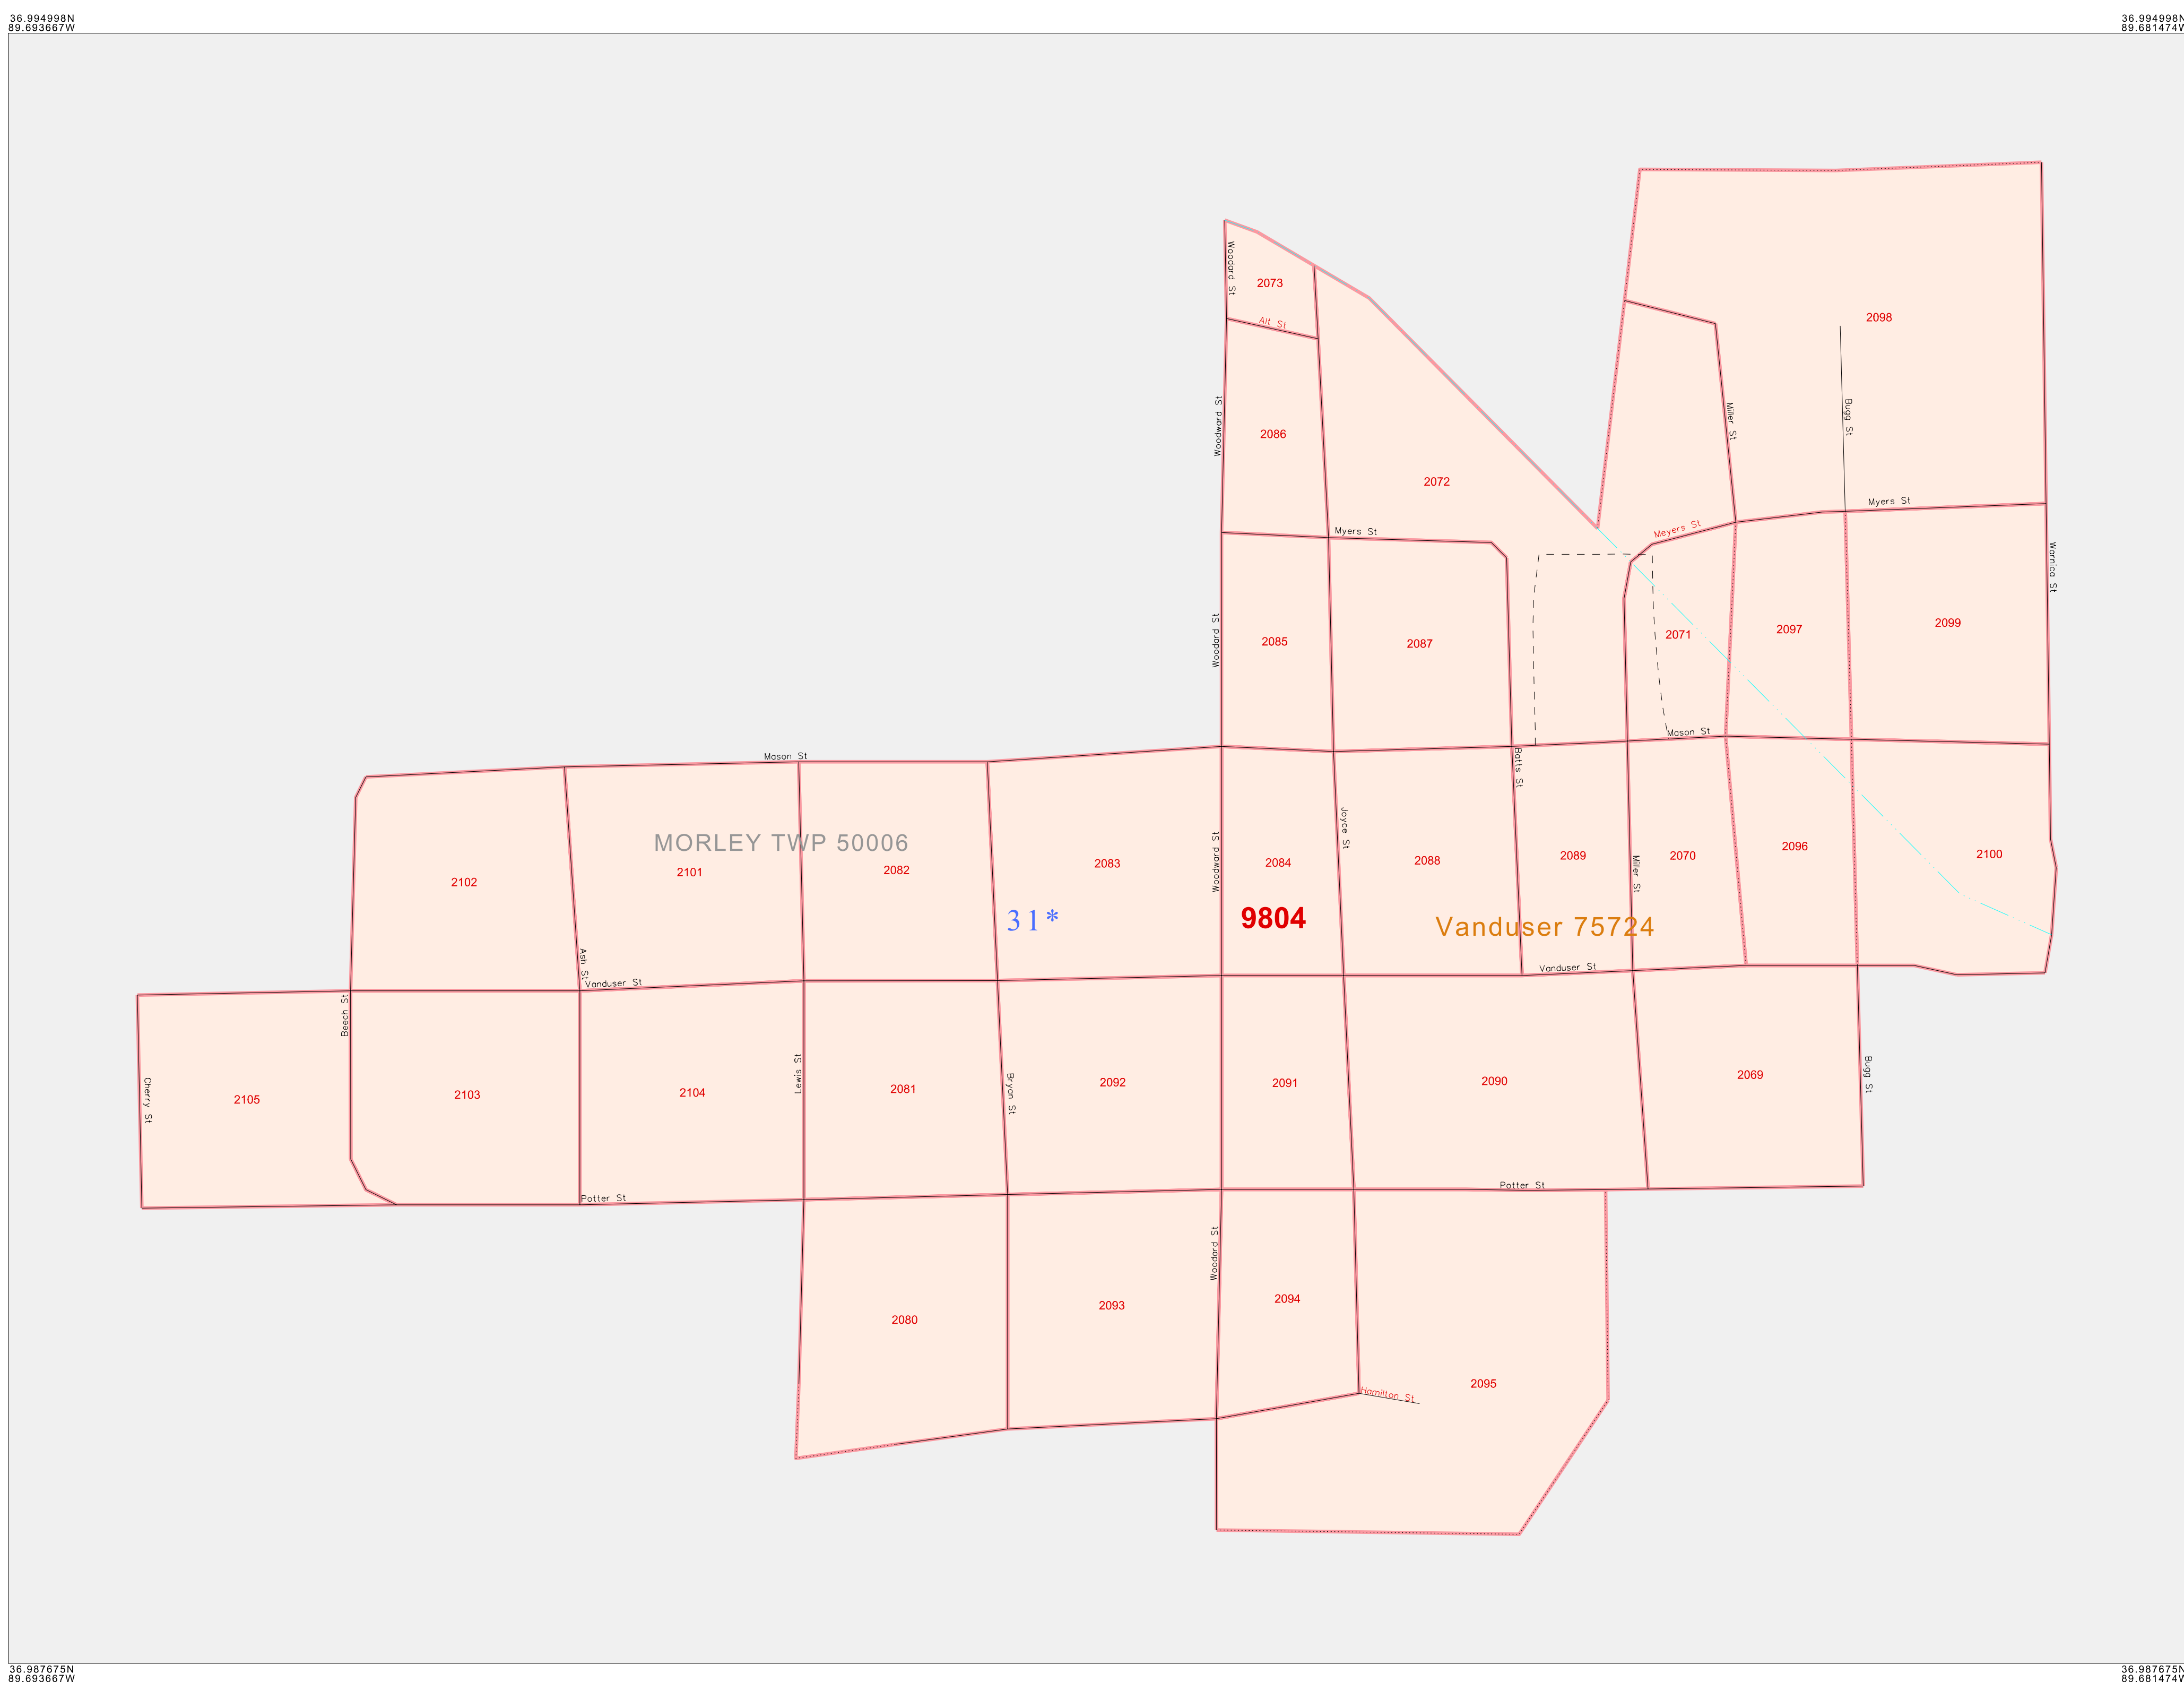 36.994998N
89.693667W
36.994998N
89.681474W
Woodard St
2073
Alt St
2098
Woodward St
2086
Miller St
Bugg St
2072
Myers St
Meyers St
Myers St
Warnica St
Woodard St
2085
2087
2071
2097
2099
Mason St
Mason St
Batts St
MORLEY TWP 50006
2102
2101
2082
2083
Woodward St
2084
Joyce St
2088
2089
Miller St
2070
2096
2100
31*
9804
Vanduser 75724
Ash St
Vanduser St
Vanduser St
Beech St
Cherry St
2105
2103
2104
Lewis St
2081
Bryan St
2092
2091
2090
2069
Bugg St
Potter St
Potter St
Woodard St
2080
2093
2094
2095
Hamilton St
36.987675N
89.693667W
36.987675N
89.681474W